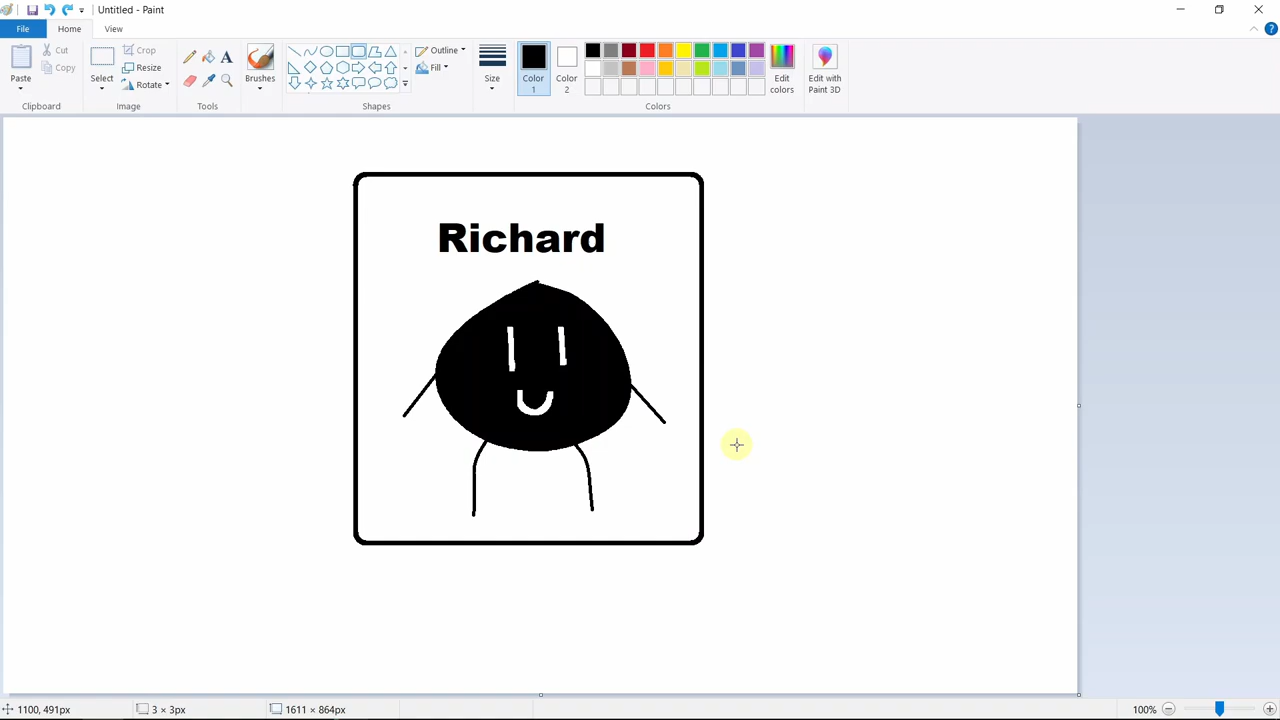 Untitled - Paint
File
Home
View
Paste
Cut
Copy
Clipboard
Select
Crop
Resize
Rotate
Image
A
Tools
Brushes
Outline
Fill
Shapes
Size
Color
1
Color
2
Edit
colors
Colors
Edit with
Paint 3D
?
Richard
1100, 491px
3 × 3px
1611 × 864px
100%